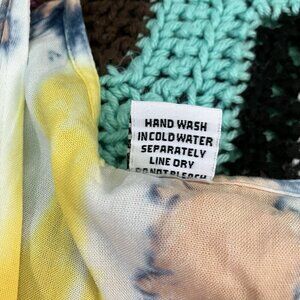 HAND WASH
IN COLD WATER
SEPARATELY
LINE DRY
DO NOT BLEACH